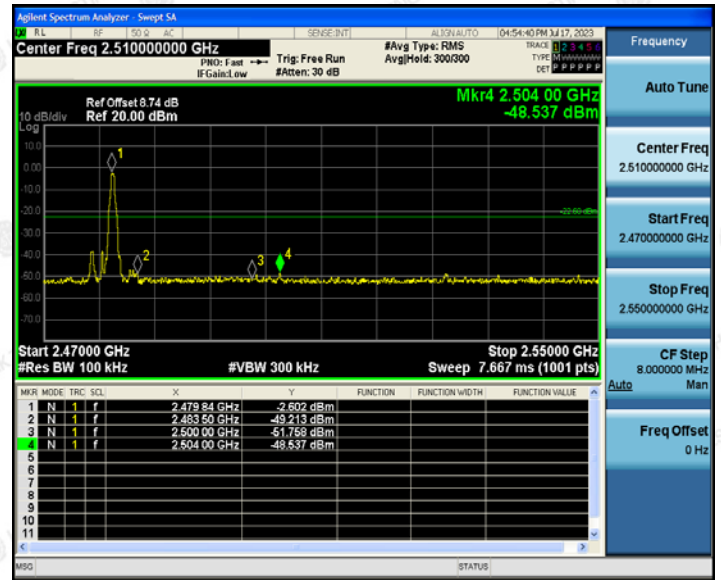 Agilent Spectrum Analyzer - Swept SA
RL RF 50 Ω AC SENSE:INT ALIGNAUTO 04:54:40 PM Jul 17, 2023
Center Freq 2.510000000 GHz
PNO: Fast
IFGain:Low
Trig: Free Run
#Atten: 30 dB
#Avg Type: RMS
Avg|Hold: 300/300
TRACE 1 2 3 4 5 6
TYPE M
DET P P P P P P
Ref Offset 8.74 dB
Ref 20.00 dBm
10 dB/div
Log
Mkr4 2.504 00 GHz
-48.537 dBm
10.0
0.00
-10.0
-20.0
-30.0
-40.0
-50.0
-60.0
-70.0
1
2
3
4
-22.60 dBm
Start 2.47000 GHz Stop 2.55000 GHz
#Res BW 100 kHz #VBW 300 kHz Sweep 7.667 ms (1001 pts)
MKR MODE TRC SCL X Y FUNCTION FUNCTION WIDTH FUNCTION VALUE
1 N 1 f 2.479 84 GHz -2.602 dBm
2 N 1 f 2.483 50 GHz -49.213 dBm
3 N 1 f 2.500 00 GHz -51.758 dBm
4 N 1 f 2.504 00 GHz -48.537 dBm
5
6
7
8
9
10
11
MSG STATUS
Frequency
Auto Tune
Center Freq
2.510000000 GHz
Start Freq
2.470000000 GHz
Stop Freq
2.550000000 GHz
CF Step
8.000000 MHz
Auto Man
Freq Offset
0 Hz